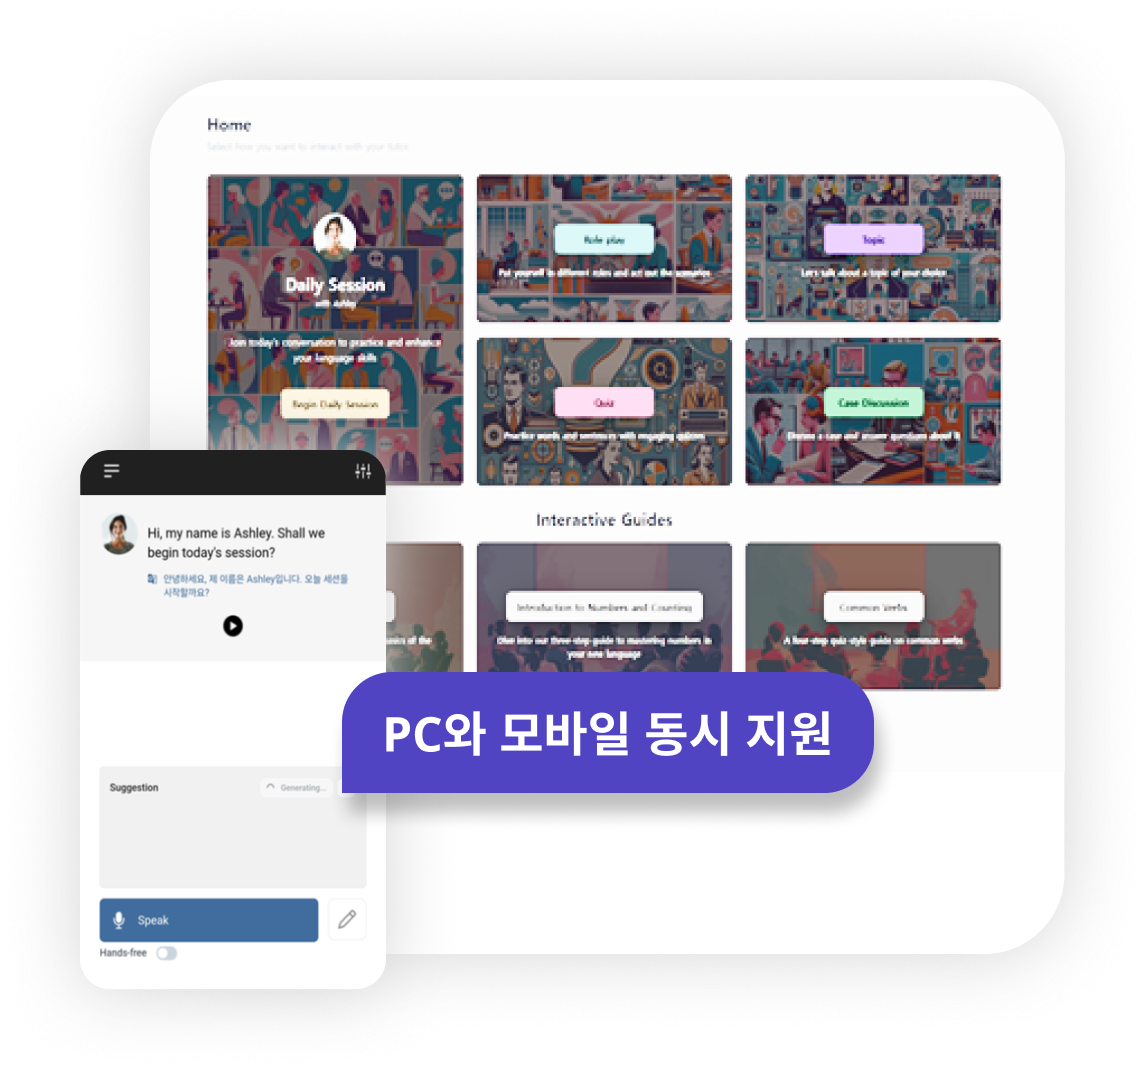 Home
Select how you want to interact with your tutor
Daily Session
with Ashley
Join today's conversation to practice and enhance
your language skills
Begin Daily Session
Role play
Put yourself in different roles and act out the scenarios
Topic
Let's talk about a topic of your choice
Quiz
Practice words and sentences with engaging quizzes
Case Discussion
Discuss a case and answer questions about it
Interactive Guides
of the
Introduction to Numbers and Counting
Dive into our three-step guide to mastering numbers in
your new language
Common Verbs
A four-step quiz-style guide on common verbs
Hi, my name is Ashley. Shall we
begin today's session?
안녕하세요, 제 이름은 Ashley입니다. 오늘 세션을
시작할까요?
PC와 모바일 동시 지원
Suggestion
Generating...
Speak
Hands-free